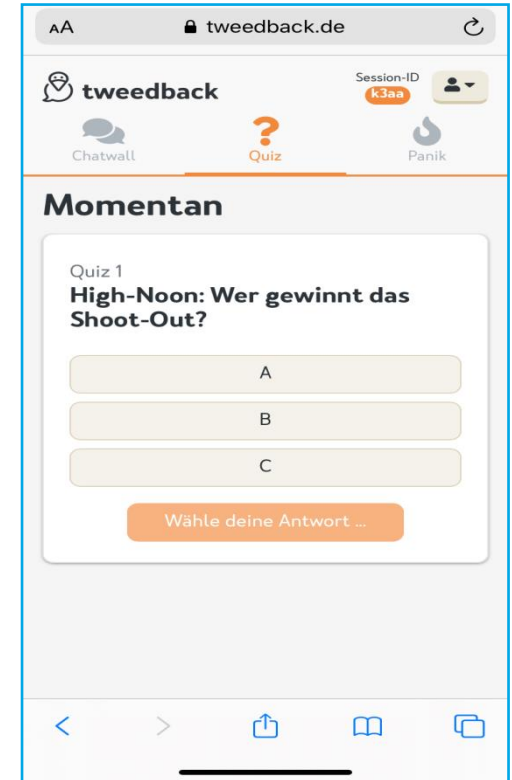 AA tweedback.de
tweedback
Session-ID
k3aa
Chatwall Quiz Panik
Momentan
Quiz 1
High-Noon: Wer gewinnt das
Shoot-Out?
A
B
C
Wähle deine Antwort ...